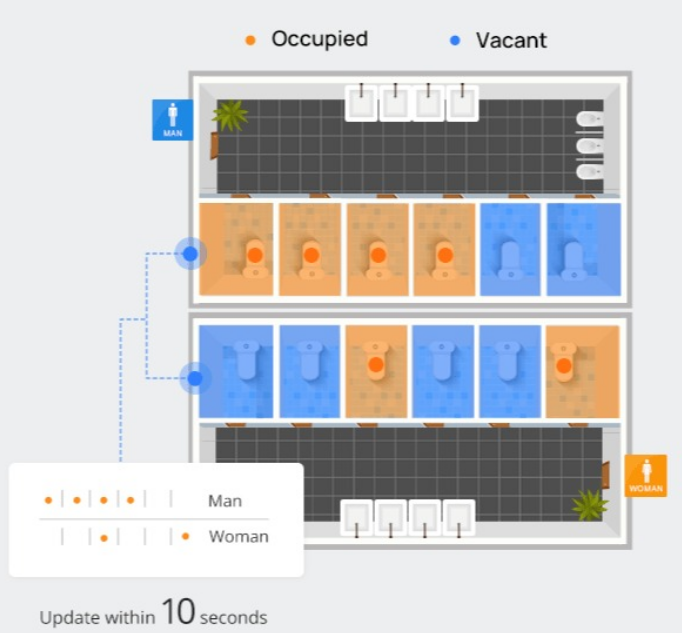 Occupied
Vacant
MAN
WOMAN
Man
Woman
Update within 10 seconds